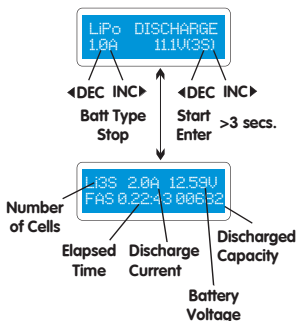 LiPo DISCHARGE
1.0A 11.1V(3S)
◀DEC INC▶ ◀DEC INC▶
Batt Type Stop
Start Enter >3 secs.
Li3S 2.0A 12.59V
FAS 0.22:43 00682
Number of Cells
Elapsed Time
Discharge Current
Discharged Capacity
Battery Voltage